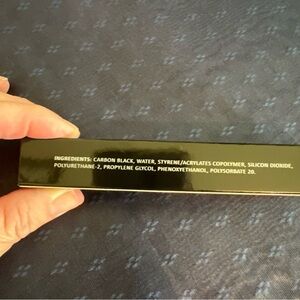 INGREDIENTS: CARBON BLACK, WATER, STYRENE/ACRYLATES COPOLYMER, SILICON DIOXIDE,
POLYURETHANE-2, PROPYLENE GLYCOL, PHENOXYETHANOL, POLYSORBATE 20.